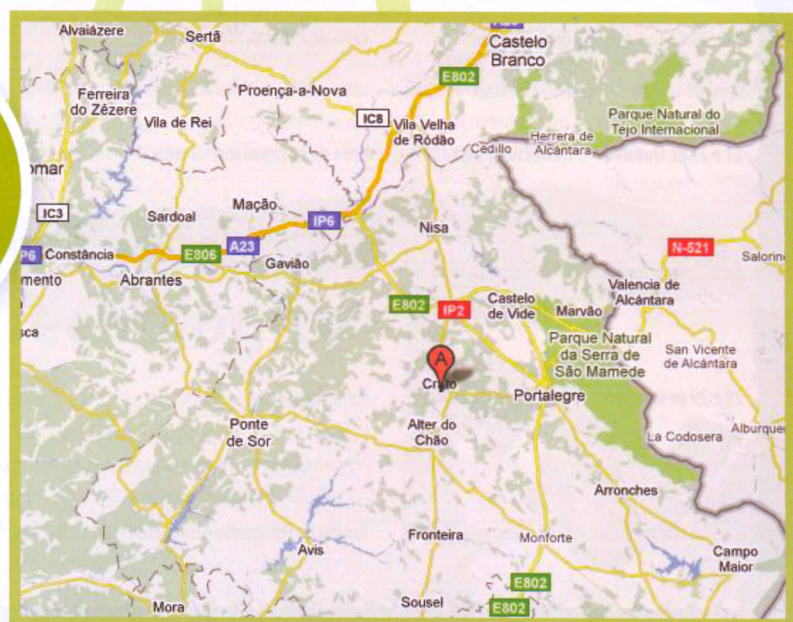 Alvaiázere
Sertã
Castelo
Branco
E802
Ferreira
do Zêzere
Proença-a-Nova
Parque Natural do
Tejo Internacional
IC8
Vila de Rei
Vila Velha
de Ródão
Herrera de
Alcántara
Cedillo
omar
IC3
Mação
Sardoal
IP6
Nisa
N-521
P6
Constância
E806
A23
Salorino
mento
Abrantes
Gavião
Valencia de
Alcántara
E802
IP2
Castelo
de Vide
Marvão
sca
Parque Natural
da Serra de
São Mamede
San Vicente
de Alcántara
A
Crato
Portalegre
Ponte
de Sor
Alter do
Chão
La Codosera
Alburquer
Arronches
Fronteira
Monforte
Avis
Campo
Maior
E802
Mora
Sousel
E802